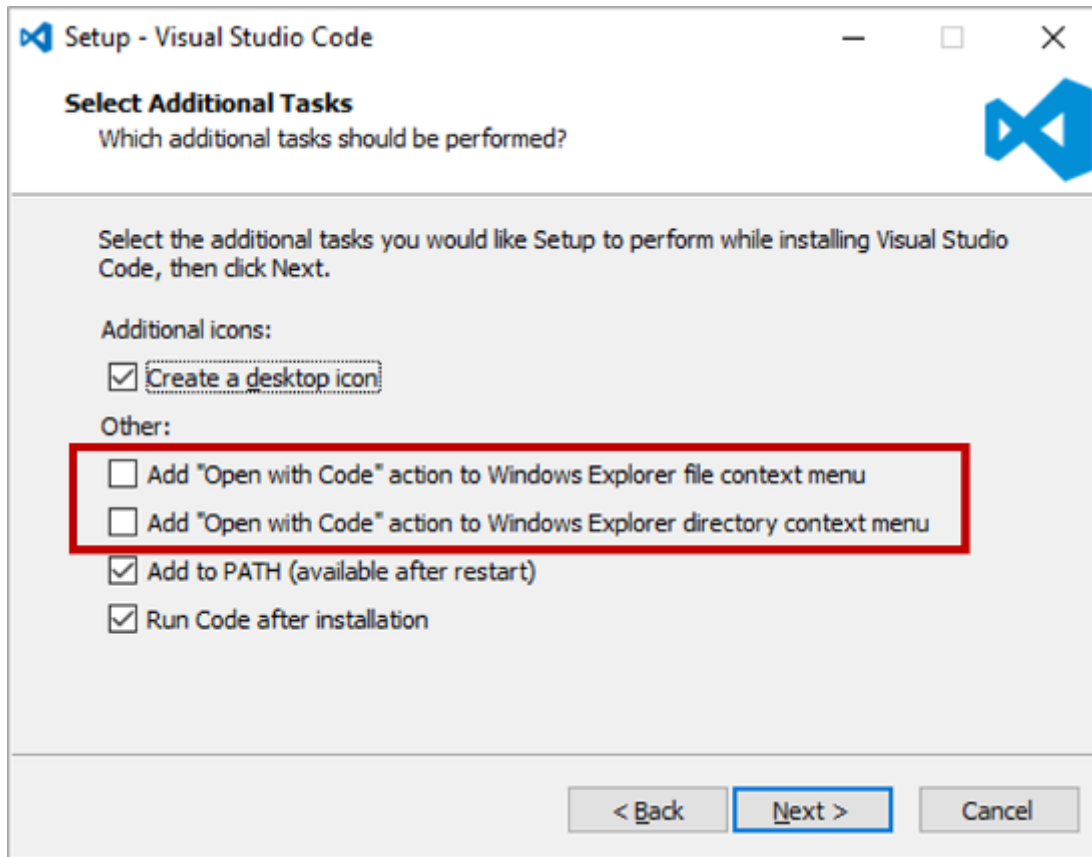 Setup - Visual Studio Code
Select Additional Tasks
Which additional tasks should be performed?
Select the additional tasks you would like Setup to perform while installing Visual Studio
Code, then click Next.
Additional icons:
Create a desktop icon
Other:
Add "Open with Code" action to Windows Explorer file context menu
Add "Open with Code" action to Windows Explorer directory context menu
Add to PATH (available after restart)
Run Code after installation
< Back Next > Cancel